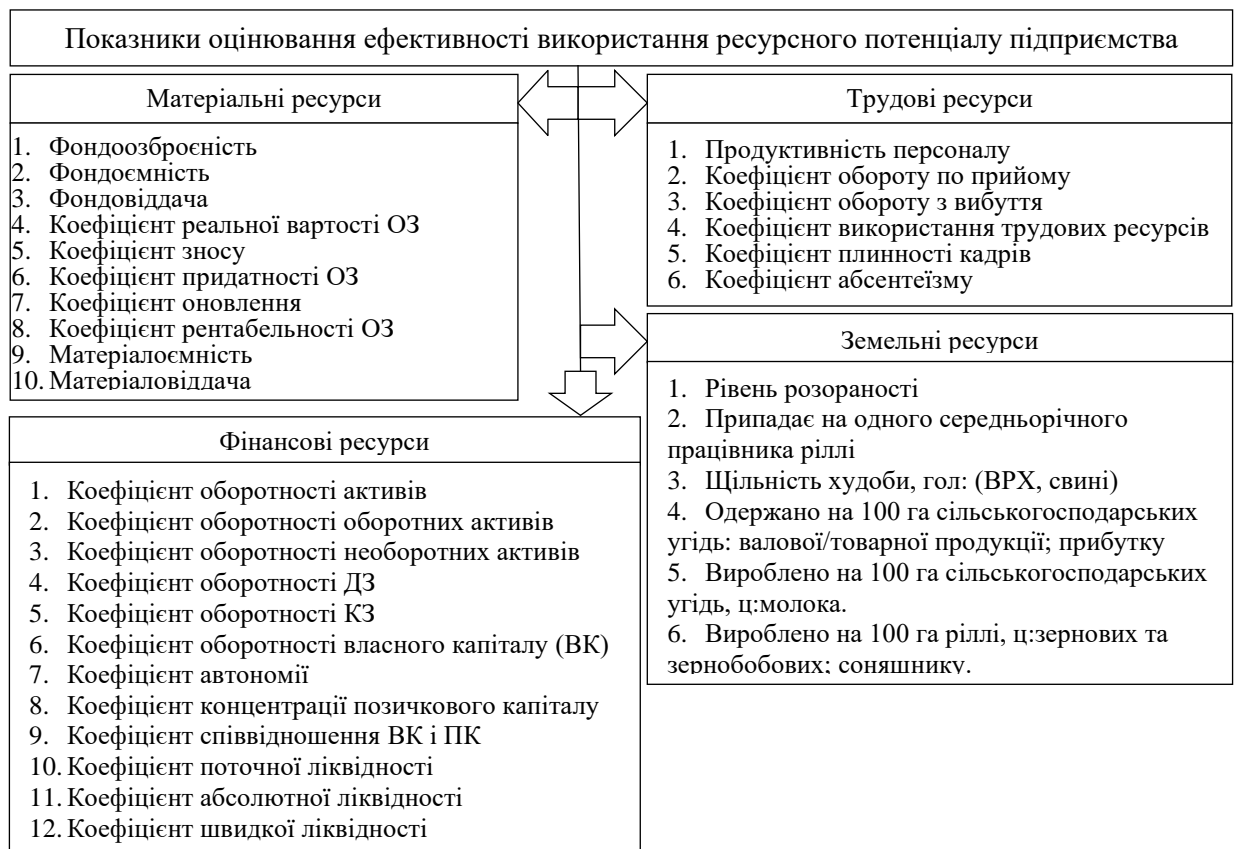 Показники оцінювання ефективності використання ресурсного потенціалу підприємства
Матеріальні ресурси
1. Фондоозброєність
2. Фондоємність
3. Фондовіддача
4. Коефіцієнт реальної вартості ОЗ
5. Коефіцієнт зносу
6. Коефіцієнт придатності ОЗ
7. Коефіцієнт оновлення
8. Коефіцієнт рентабельності ОЗ
9. Матеріалоємність
10. Матеріаловіддача
Трудові ресурси
1. Продуктивність персоналу
2. Коефіцієнт обороту по прийому
3. Коефіцієнт обороту з вибуття
4. Коефіцієнт використання трудових ресурсів
5. Коефіцієнт плинності кадрів
6. Коефіцієнт абсентеїзму
Земельні ресурси
1. Рівень розораності
2. Припадає на одного середньорічного
працівника ріллі
3. Щільність худоби, гол: (ВРХ, свині)
4. Одержано на 100 га сільськогосподарських
угідь: валової/товарної продукції; прибутку
5. Вироблено на 100 га сільськогосподарських
угідь, ц:молока.
6. Вироблено на 100 га ріллі, ц:зернових та
зернобобових; соняшнику.
Фінансові ресурси
1. Коефіцієнт оборотності активів
2. Коефіцієнт оборотності оборотних активів
3. Коефіцієнт оборотності необоротних активів
4. Коефіцієнт оборотності ДЗ
5. Коефіцієнт оборотності КЗ
6. Коефіцієнт оборотності власного капіталу (ВК)
7. Коефіцієнт автономії
8. Коефіцієнт концентрації позичкового капіталу
9. Коефіцієнт співвідношення ВК і ПК
10. Коефіцієнт поточної ліквідності
11. Коефіцієнт абсолютної ліквідності
12. Коефіцієнт швидкої ліквідності